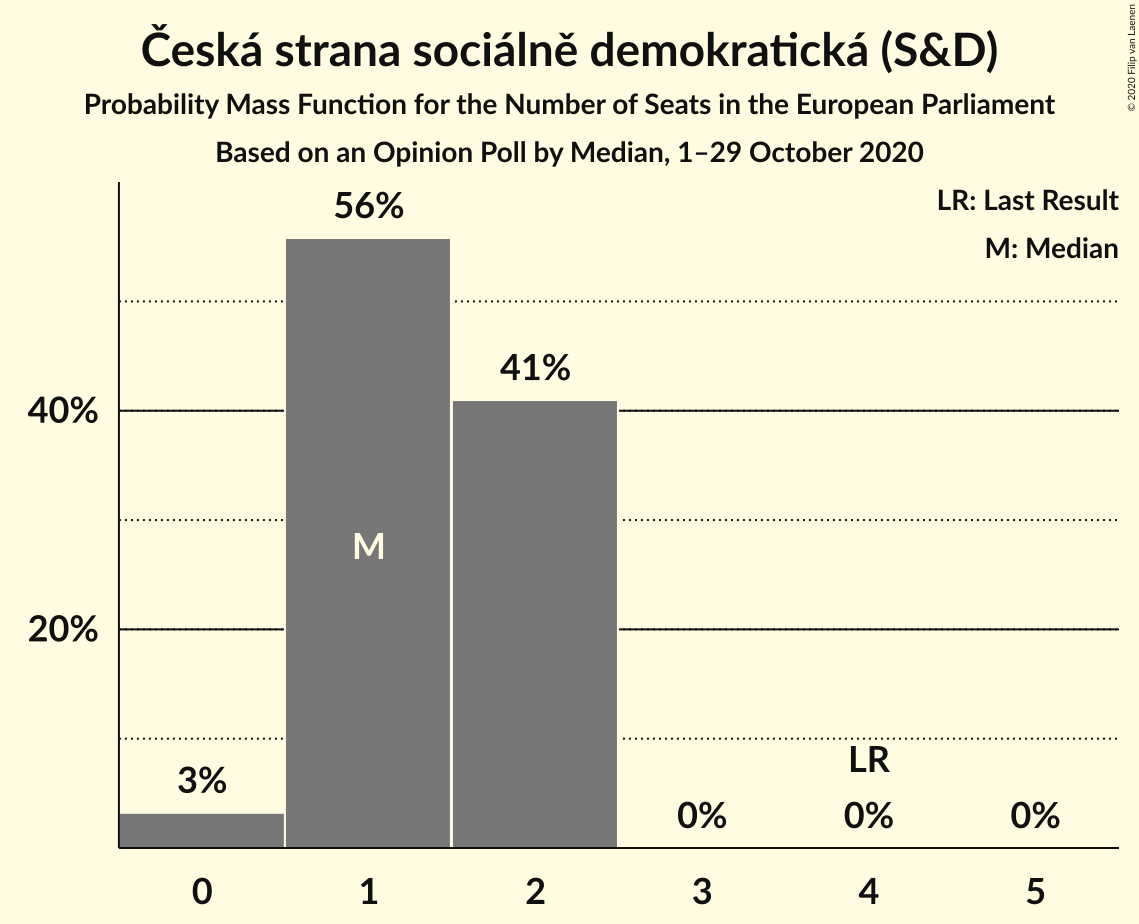 Česká strana sociálně demokratická (S&D)
Probability Mass Function for the Number of Seats in the European Parliament
Based on an Opinion Poll by Median, 1–29 October 2020
© 2020 Filip van Laenen
LR: Last Result
M: Median
56%
41%
40%
M
20%
LR
3%
0%
0%
0%
0
1
2
3
4
5